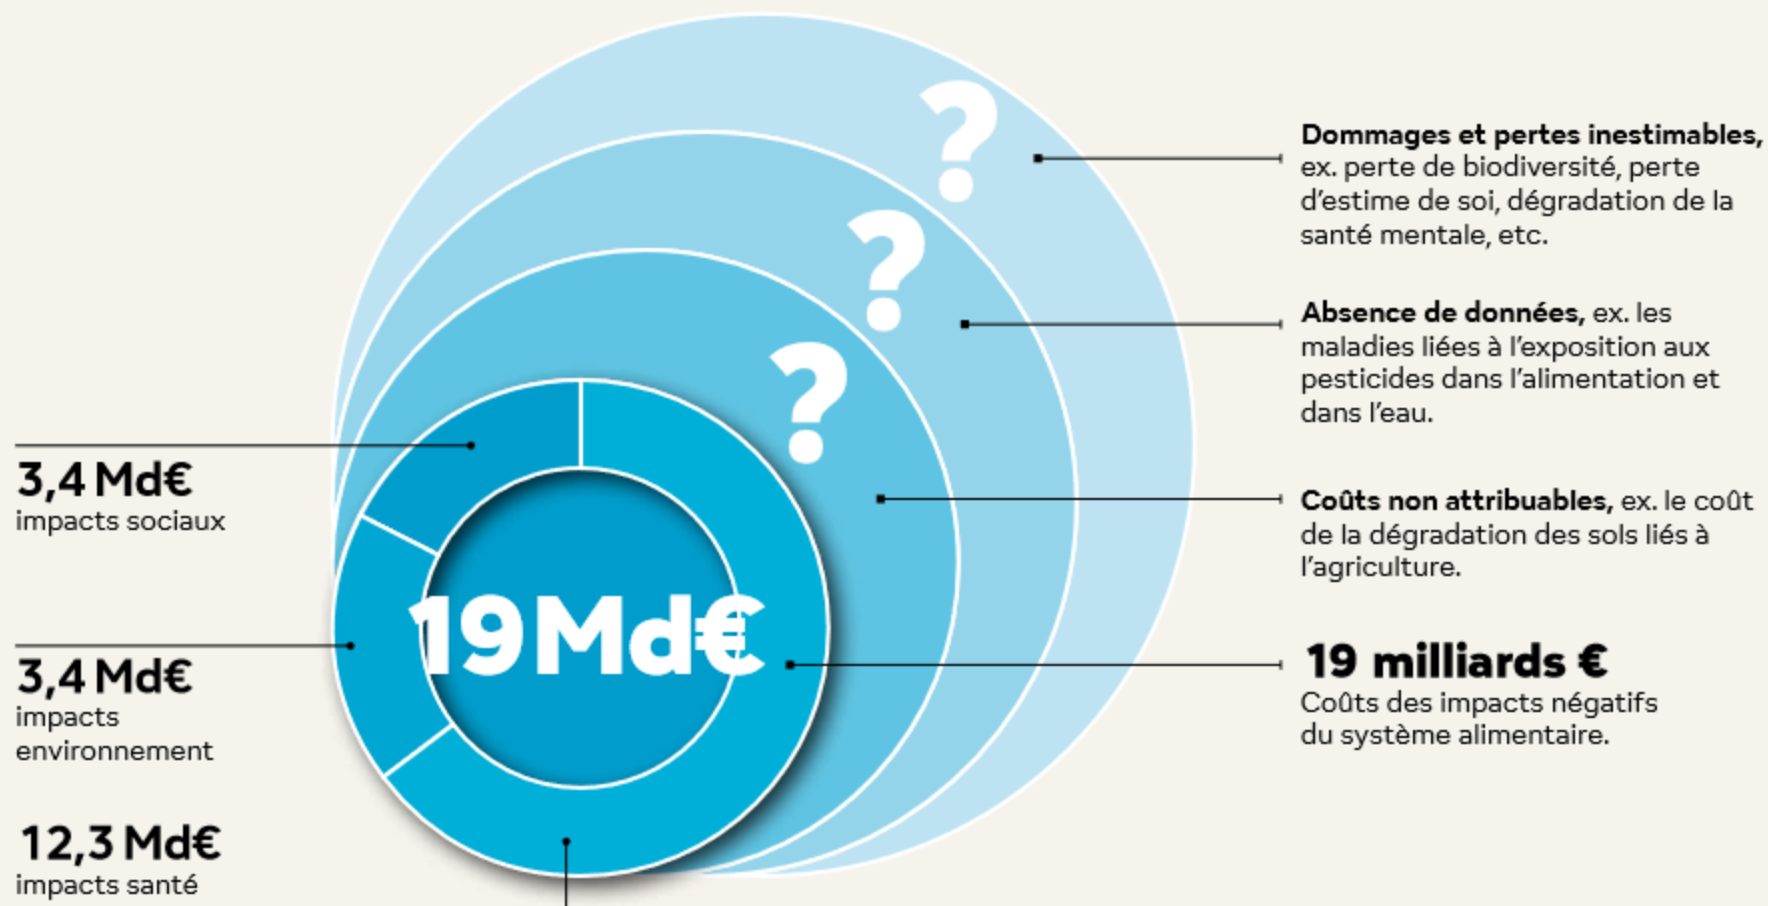 ?
?
?
Dommages et pertes inestimables,
ex. perte de biodiversité, perte
d'estime de soi, dégradation de la
santé mentale, etc.
Absence de données, ex. les
maladies liées à l'exposition aux
pesticides dans l'alimentation et
dans l'eau.
Coûts non attribuables, ex. le coût
de la dégradation des sols liés à
l'agriculture.
19 milliards €
Coûts des impacts négatifs
du système alimentaire.
19 Md€
3,4 Md€
impacts sociaux
3,4 Md€
impacts
environnement
12,3 Md€
impacts santé